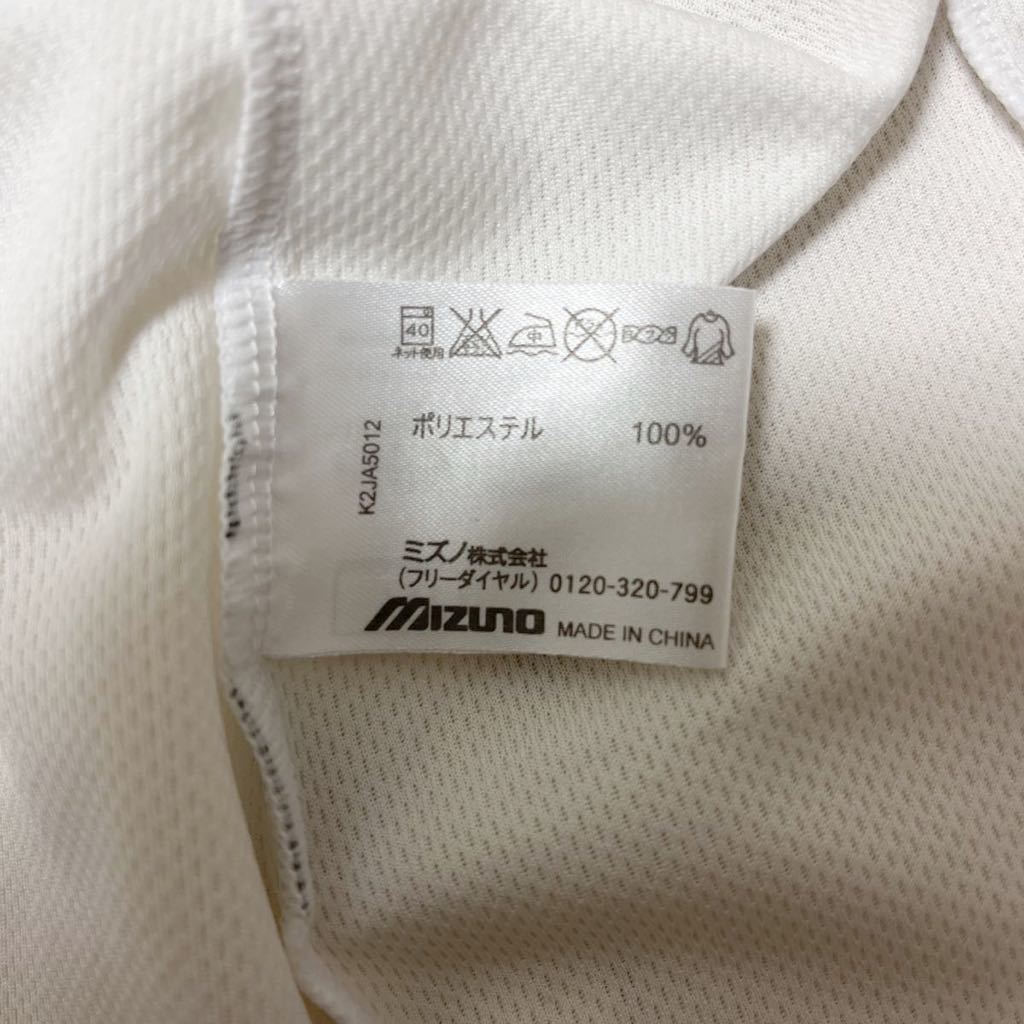 40
ネット使用
中
ポリエステル 100%
K2JA5012
ミズノ株式会社
(フリーダイヤル) 0120-320-799
MIZUNO MADE IN CHINA